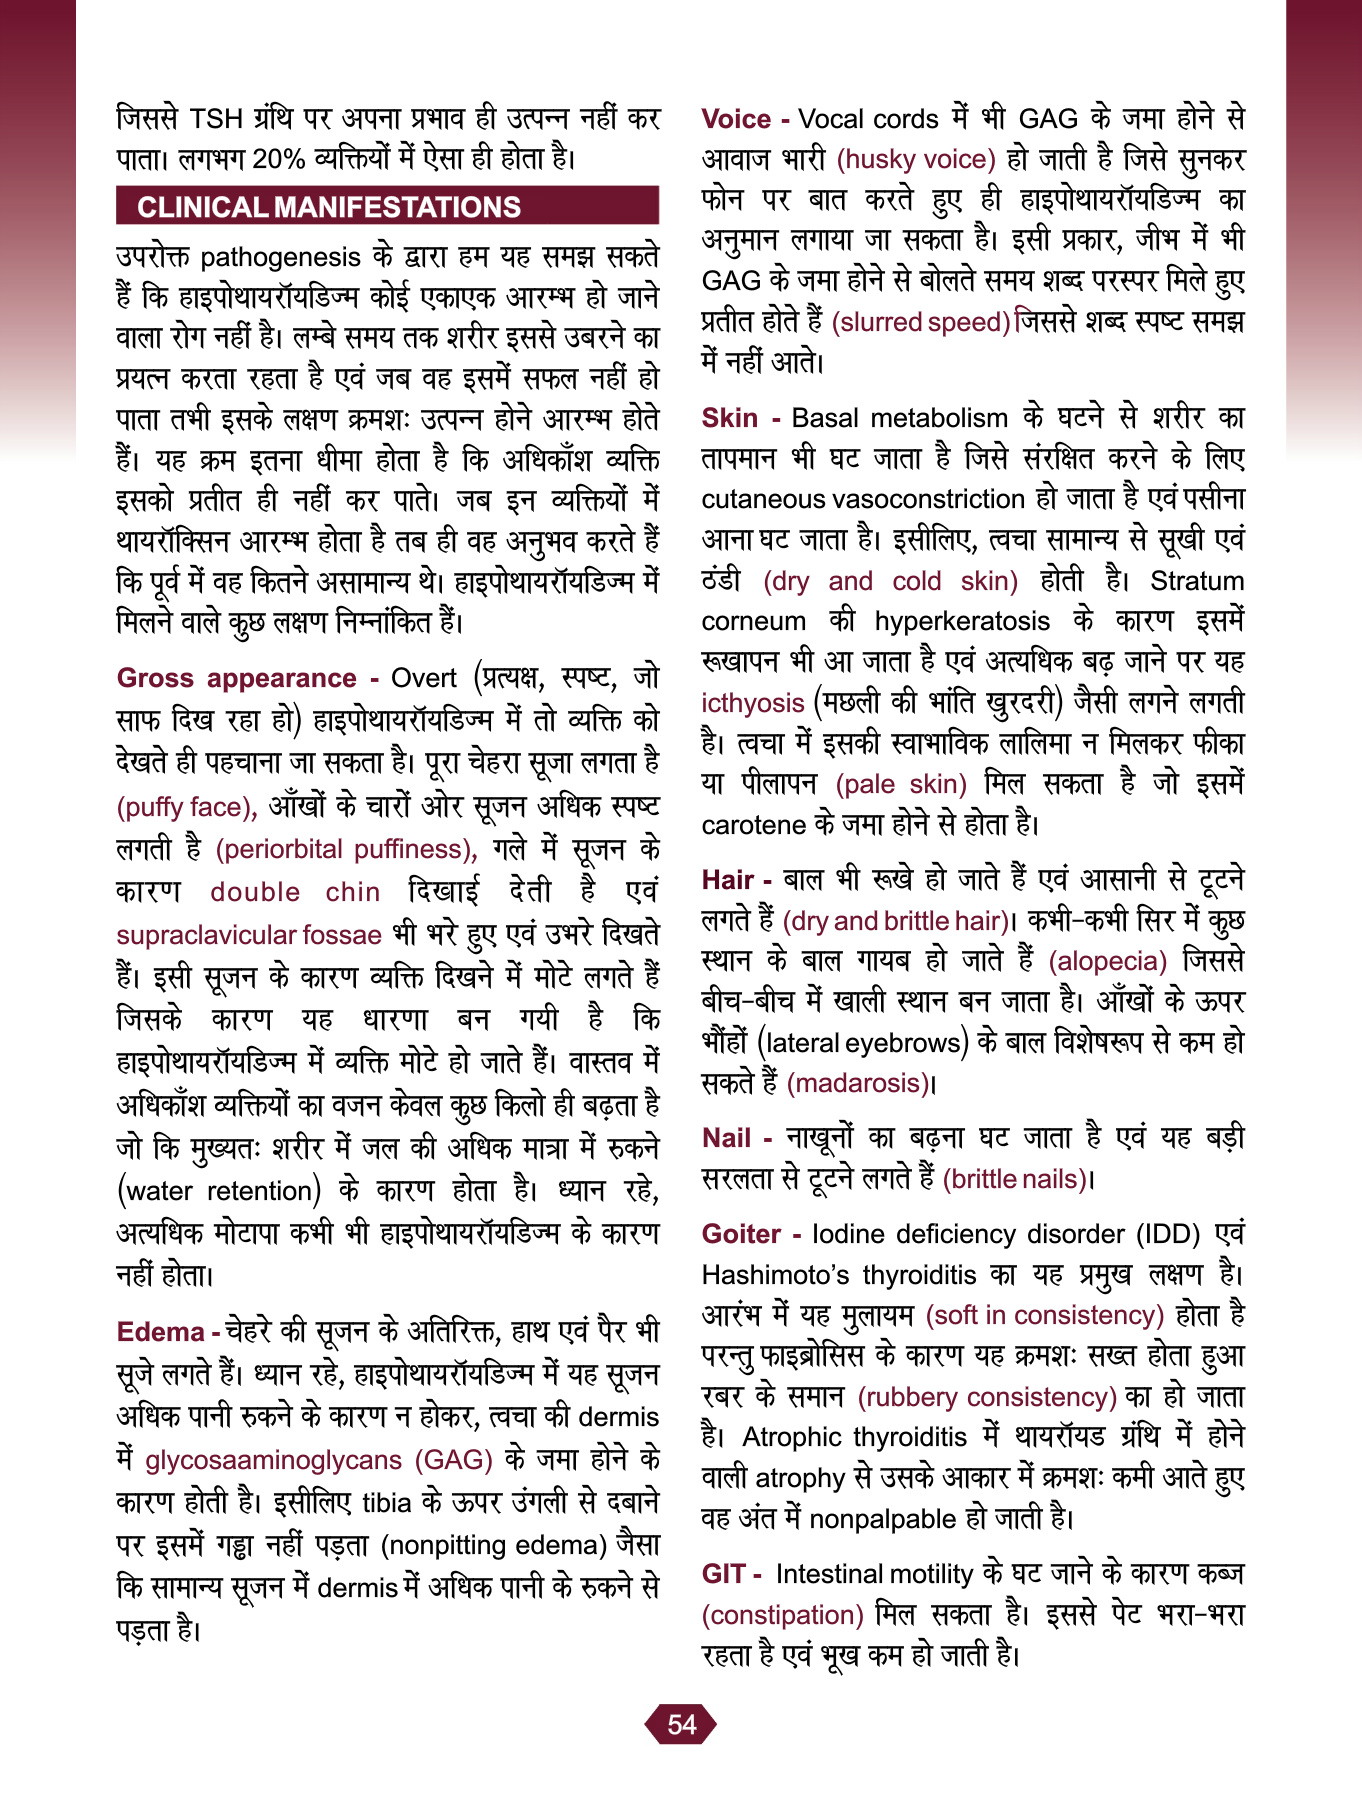 जिससे TSH ग्रंथि पर अपना प्रभाव ही उत्पन्न नहीं कर
पाता। लगभग 20% व्यक्तियों में ऐसा ही होता है।
CLINICAL MANIFESTATIONS
उपरोक्त pathogenesis के द्वारा हम यह समझ सकते
हैं कि हाइपोथायरॉयडिज्म कोई एकाएक आरम्भ हो जाने
वाला रोग नहीं है। लम्बे समय तक शरीर इससे उबरने का
प्रयत्न करता रहता है एवं जब वह इसमें सफल नहीं हो
पाता तभी इसके लक्षण क्रमशः उत्पन्न होने आरम्भ होते
हैं। यह क्रम इतना धीमा होता है कि अधिकाँश व्यक्ति
इसको प्रतीत ही नहीं कर पाते। जब इन व्यक्तियों में
थायरॉक्सिन आरम्भ होता है तब ही वह अनुभव करते हैं
कि पूर्व में वह कितने असामान्य थे। हाइपोथायरॉयडिज्म में
मिलने वाले कुछ लक्षण निम्नांकित हैं।
Gross appearance - Overt (प्रत्यक्ष, स्पष्ट, जो
साफ दिख रहा हो) हाइपोथायरॉयडिज्म में तो व्यक्ति को
देखते ही पहचाना जा सकता है। पूरा चेहरा सूजा लगता है
(puffy face), आँखों के चारों ओर सूजन अधिक स्पष्ट
लगती है (periorbital puffiness), गले में सूजन के
कारण double chin दिखाई देती है एवं
supraclavicular fossae भी भरे हुए एवं उभरे दिखते
हैं। इसी सूजन के कारण व्यक्ति दिखने में मोटे लगते हैं
जिसके कारण यह धारणा बन गयी है कि
हाइपोथायरॉयडिज्म में व्यक्ति मोटे हो जाते हैं। वास्तव में
अधिकाँश व्यक्तियों का वजन केवल कुछ किलो ही बढ़ता है
जो कि मुख्यतः शरीर में जल की अधिक मात्रा में रुकने
(water retention) के कारण होता है। ध्यान रहे,
अत्यधिक मोटापा कभी भी हाइपोथायरॉयडिज्म के कारण
नहीं होता।
Edema - चेहरे की सूजन के अतिरिक्त, हाथ एवं पैर भी
सूजे लगते हैं। ध्यान रहे, हाइपोथायरॉयडिज्म में यह सूजन
अधिक पानी रुकने के कारण न होकर, त्वचा की dermis
में glycosaaminoglycans (GAG) के जमा होने के
कारण होती है। इसीलिए tibia के ऊपर उंगली से दबाने
पर इसमें गड्ढा नहीं पड़ता (nonpitting edema) जैसा
कि सामान्य सूजन में dermis में अधिक पानी के रुकने से
पड़ता है।
Voice - Vocal cords में भी GAG के जमा होने से
आवाज भारी (husky voice) हो जाती है जिसे सुनकर
फोन पर बात करते हुए ही हाइपोथायरॉयडिज्म का
अनुमान लगाया जा सकता है। इसी प्रकार, जीभ में भी
GAG के जमा होने से बोलते समय शब्द परस्पर मिले हुए
प्रतीत होते हैं (slurred speed) जिससे शब्द स्पष्ट समझ
में नहीं आते।
Skin - Basal metabolism के घटने से शरीर का
तापमान भी घट जाता है जिसे संरक्षित करने के लिए
cutaneous vasoconstriction हो जाता है एवं पसीना
आना घट जाता है। इसीलिए, त्वचा सामान्य से सूखी एवं
ठंडी (dry and cold skin) होती है। Stratum
corneum की hyperkeratosis के कारण इसमें
रूखापन भी आ जाता है एवं अत्यधिक बढ़ जाने पर यह
icthyosis (मछली की भांति खुरदरी) जैसी लगने लगती
है। त्वचा में इसकी स्वाभाविक लालिमा न मिलकर फीका
या पीलापन (pale skin) मिल सकता है जो इसमें
carotene के जमा होने से होता है।
Hair - बाल भी रूखे हो जाते हैं एवं आसानी से टूटने
लगते हैं (dry and brittle hair)। कभी-कभी सिर में कुछ
स्थान के बाल गायब हो जाते हैं (alopecia) जिससे
बीच-बीच में खाली स्थान बन जाता है। आँखों के ऊपर
भौंहों (lateral eyebrows) के बाल विशेषरूप से कम हो
सकते हैं (madarosis)।
Nail - नाखूनों का बढ़ना घट जाता है एवं यह बड़ी
सरलता से टूटने लगते हैं (brittle nails)।
Goiter - Iodine deficiency disorder (IDD) एवं
Hashimoto’s thyroiditis का यह प्रमुख लक्षण है।
आरंभ में यह मुलायम (soft in consistency) होता है
परन्तु फाइब्रोसिस के कारण यह क्रमशः सख्त होता हुआ
रबर के समान (rubbery consistency) का हो जाता
है। Atrophic thyroiditis में थायरॉयड ग्रंथि में होने
वाली atrophy से उसके आकार में क्रमशः कमी आते हुए
वह अंत में nonpalpable हो जाती है।
GIT - Intestinal motility के घट जाने के कारण कब्ज
(constipation) मिल सकता है। इससे पेट भरा-भरा
रहता है एवं भूख कम हो जाती है।
54